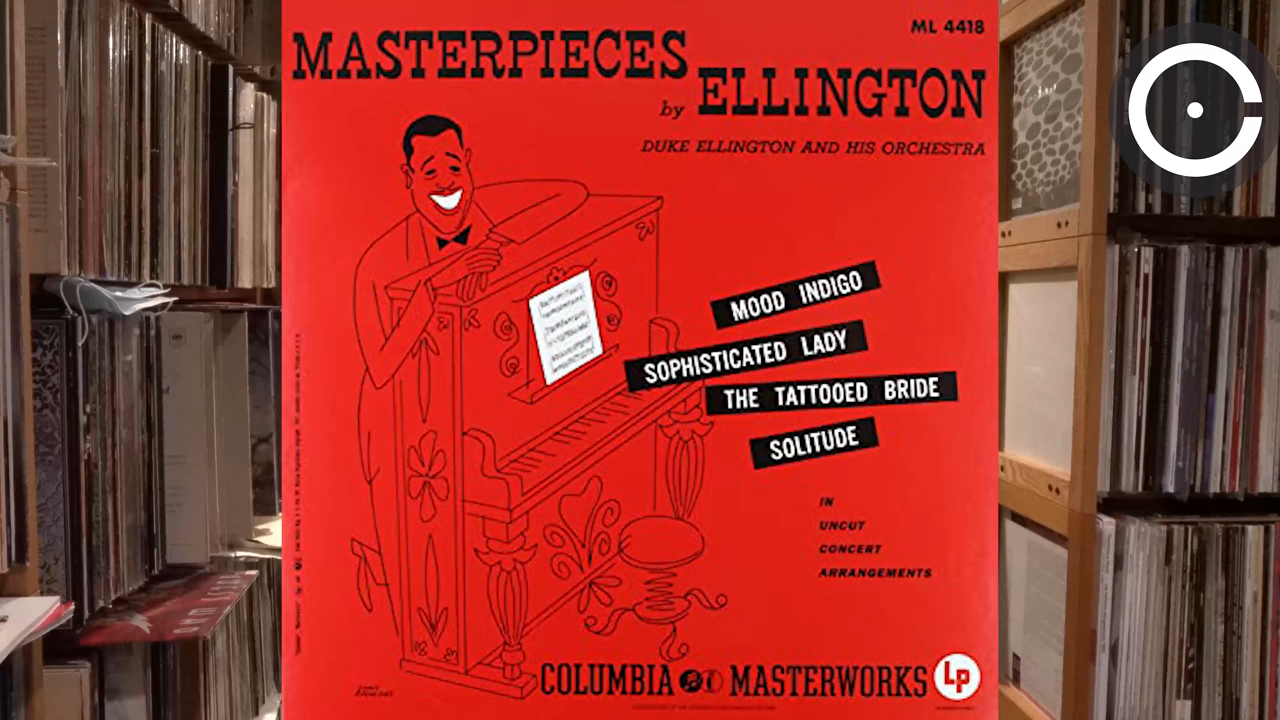 ML 4418
MASTERPIECES
by ELLINGTON
DUKE ELLINGTON AND HIS ORCHESTRA
MOOD INDIGO
SOPHISTICATED LADY
THE TATTOOED BRIDE
SOLITUDE
IN
UNCUT
CONCERT
ARRANGEMENTS
COLUMBIA MASTERWORKS
LP